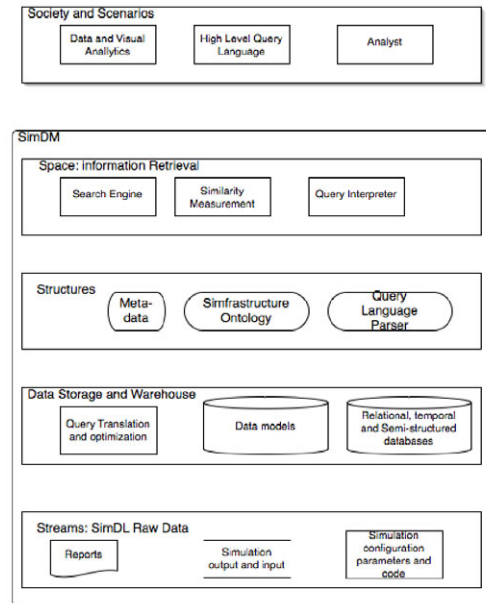 Society and Scenarios
Data and Visual
Anallytics
High Level Query
Language
Analyst
SimDM
Space: information Retrieval
Search Engine
Similarity
Measurement
Query Interpreter
Structures
Meta-
data
Simfrastructure
Ontology
Query
Language
Parser
Data Storage and Warehouse
Query Translation
and optimization
Data models
Relational, temporal
and Semi-structured
databases
Streams: SimDL Raw Data
Reports
Simulation
output and input
Simulation
configuration
parameters and
code